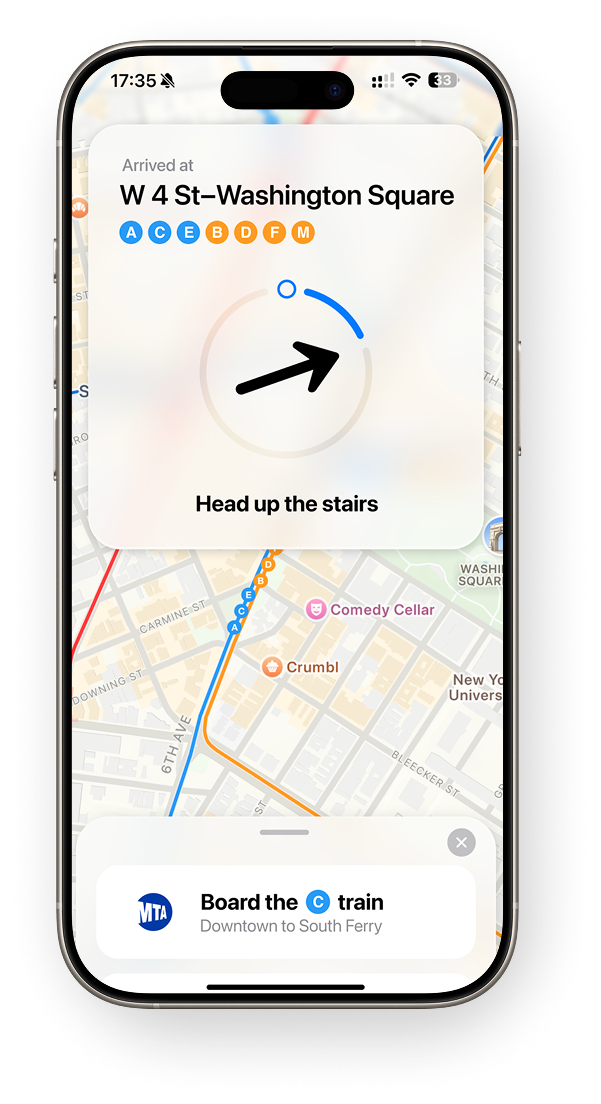 17:35
33
Arrived at
W 4 St–Washington Square
A C E B D F M
Head up the stairs
D
B
E
C
A
WASHI
SQUAR
CARMINE ST
Comedy Cellar
Crumbl
DOWNING ST
New Yo
Univers
6TH AVE
BLEECKER ST
ST
MTA
Board the C train
Downtown to South Ferry